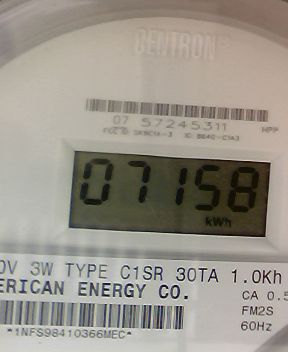 CENTRON
07 57245311
HPP
07158
kWh
0V 3W TYPE C1SR 30TA 1.0Kh
ERICAN ENERGY CO.
CA 0.5
FM2S
60Hz
*1NFS98410366MEC*